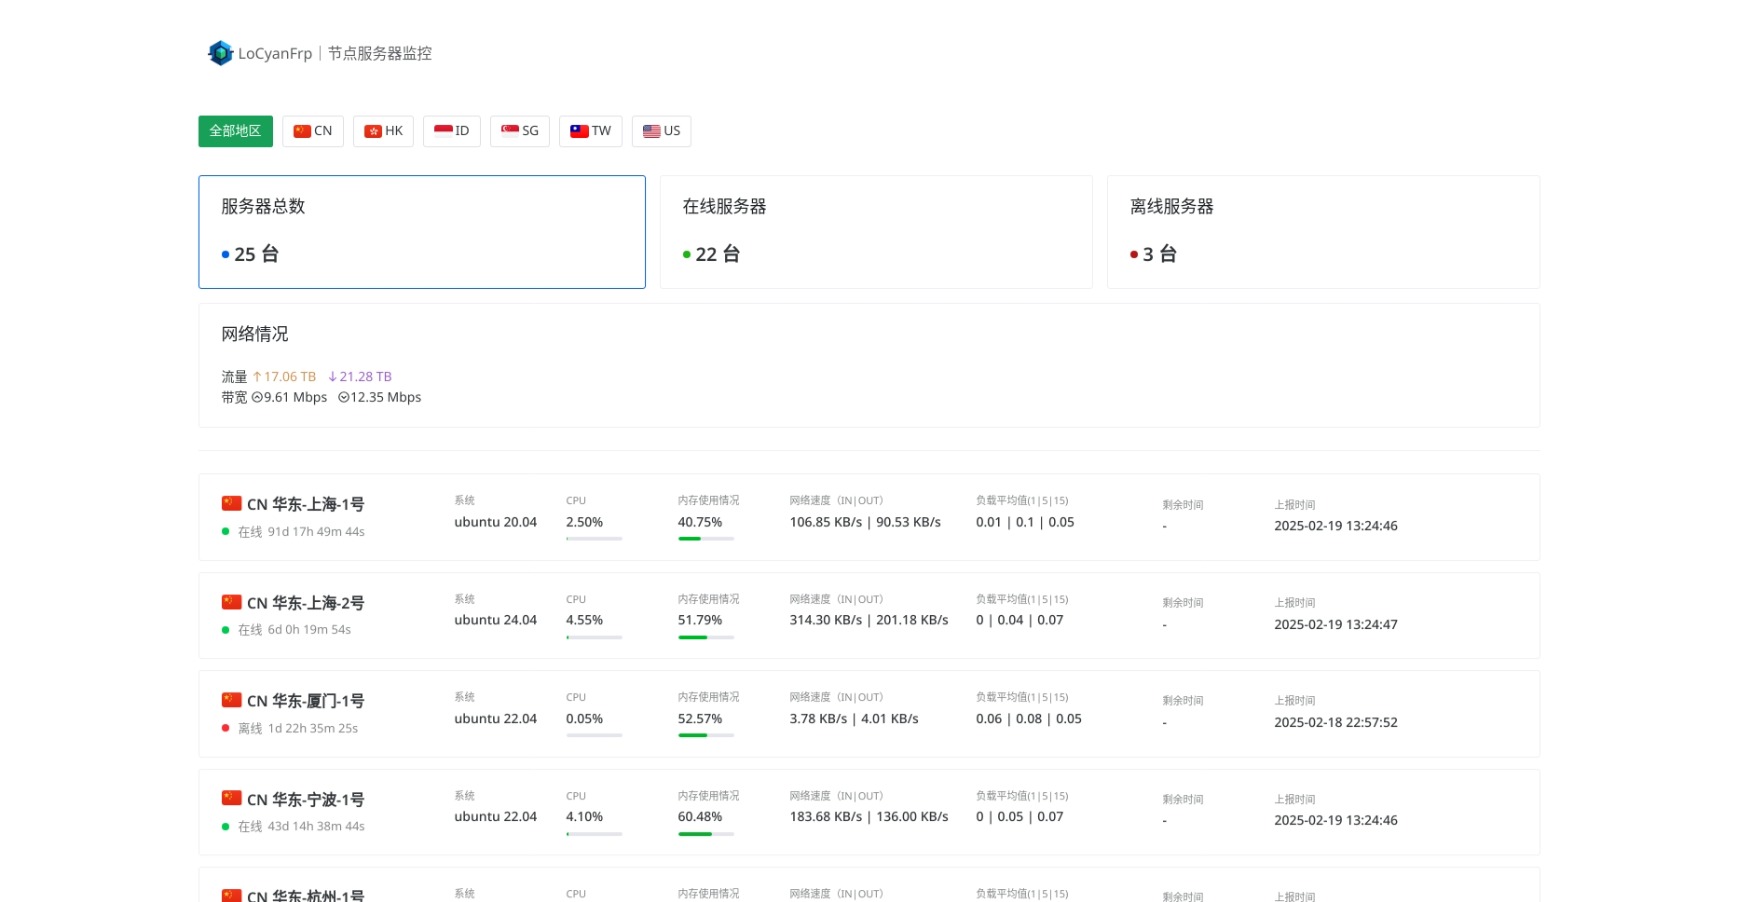 LoCyanFrp | 节点服务器监控
全部地区 CN HK ID SG TW US
服务器总数
25 台
在线服务器
22 台
离线服务器
3 台
网络情况
流量 ↑17.06 TB ↓21.28 TB
带宽 9.61 Mbps 12.35 Mbps
CN 华东-上海-1号
在线 91d 17h 49m 44s
系统
ubuntu 20.04
CPU
2.50%
内存使用情况
40.75%
网络速度（IN|OUT）
106.85 KB/s | 90.53 KB/s
负载平均值(1|5|15)
0.01 | 0.1 | 0.05
剩余时间
-
上报时间
2025-02-19 13:24:46
CN 华东-上海-2号
在线 6d 0h 19m 54s
系统
ubuntu 24.04
CPU
4.55%
内存使用情况
51.79%
网络速度（IN|OUT）
314.30 KB/s | 201.18 KB/s
负载平均值(1|5|15)
0 | 0.04 | 0.07
剩余时间
-
上报时间
2025-02-19 13:24:47
CN 华东-厦门-1号
离线 1d 22h 35m 25s
系统
ubuntu 22.04
CPU
0.05%
内存使用情况
52.57%
网络速度（IN|OUT）
3.78 KB/s | 4.01 KB/s
负载平均值(1|5|15)
0.06 | 0.08 | 0.05
剩余时间
-
上报时间
2025-02-18 22:57:52
CN 华东-宁波-1号
在线 43d 14h 38m 44s
系统
ubuntu 22.04
CPU
4.10%
内存使用情况
60.48%
网络速度（IN|OUT）
183.68 KB/s | 136.00 KB/s
负载平均值(1|5|15)
0 | 0.05 | 0.07
剩余时间
-
上报时间
2025-02-19 13:24:46
CN 华东-杭州-1号
系统
CPU
内存使用情况
网络速度（IN|OUT）
负载平均值(1|5|15)
剩余时间
上报时间